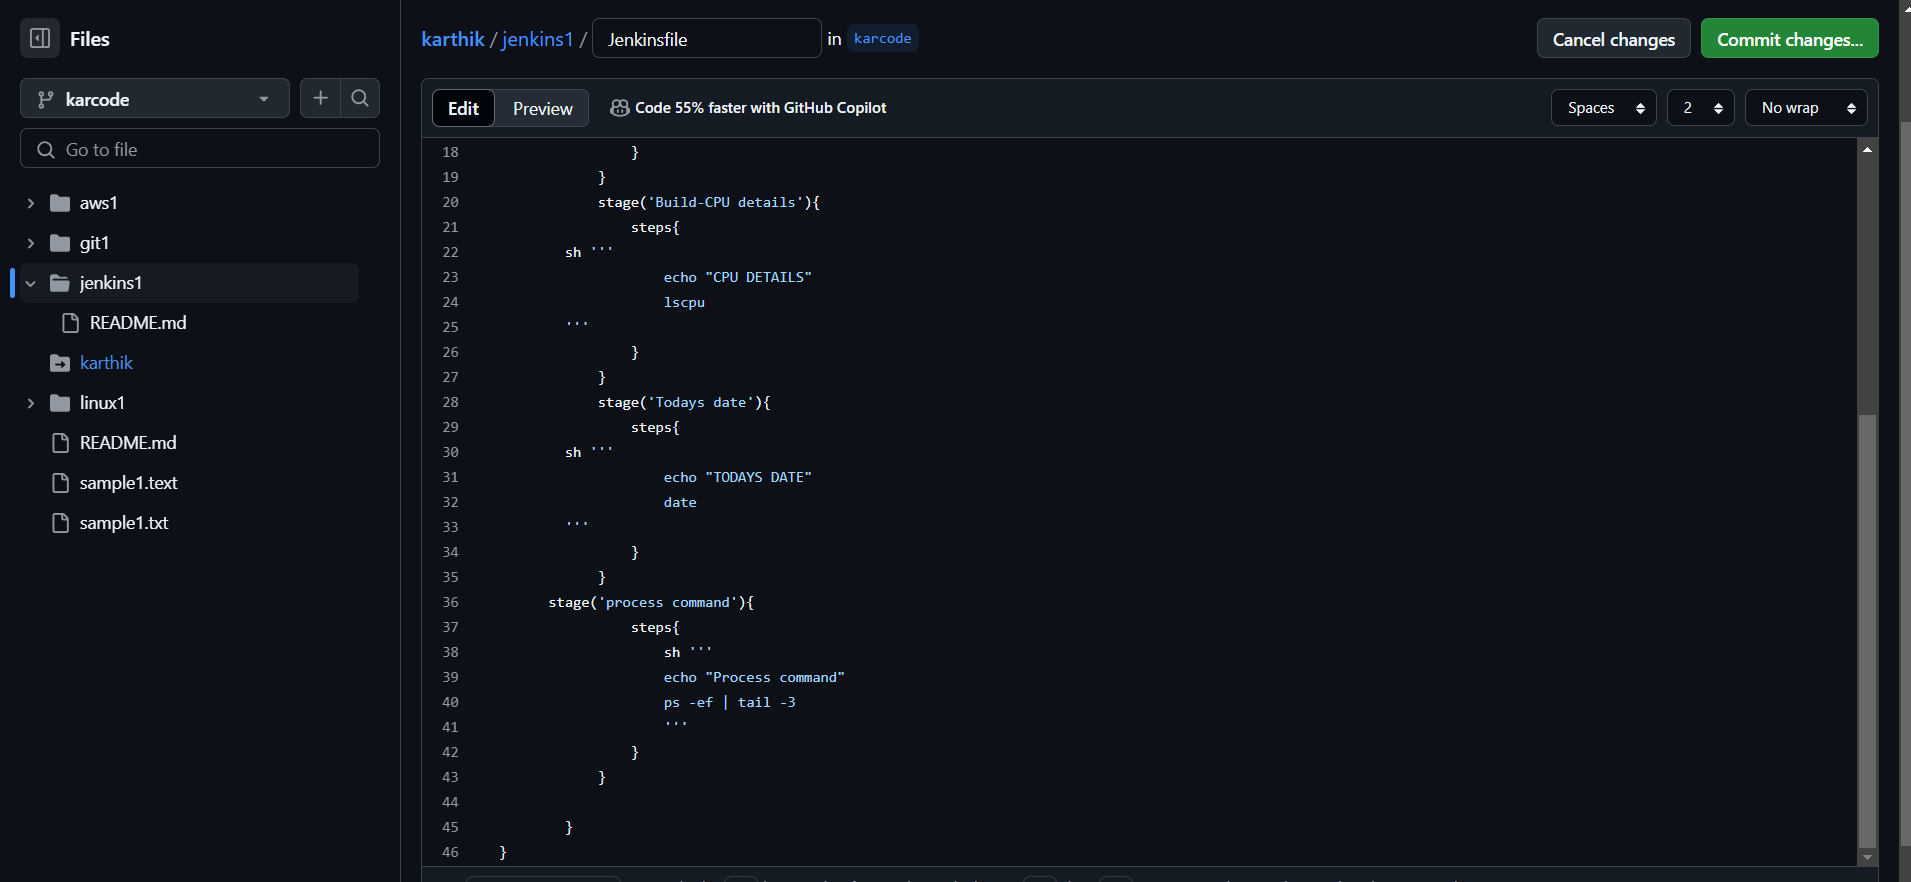 Files
karthik / jenkins1 / Jenkinsfile in karcode
Cancel changes
Commit changes...
karcode
Go to file
aws1
git1
jenkins1
README.md
karthik
linux1
README.md
sample1.text
sample1.txt
Edit
Preview
Code 55% faster with GitHub Copilot
Spaces
2
No wrap
18 }
19 }
20 stage('Build-CPU details'){
21 steps{
22 sh '''
23 echo "CPU DETAILS"
24 lscpu
25 '''
26 }
27 }
28 stage('Todays date'){
29 steps{
30 sh '''
31 echo "TODAYS DATE"
32 date
33 '''
34 }
35 }
36 stage('process command'){
37 steps{
38 sh '''
39 echo "Process command"
40 ps -ef | tail -3
41 '''
42 }
43 }
44
45 }
46 }